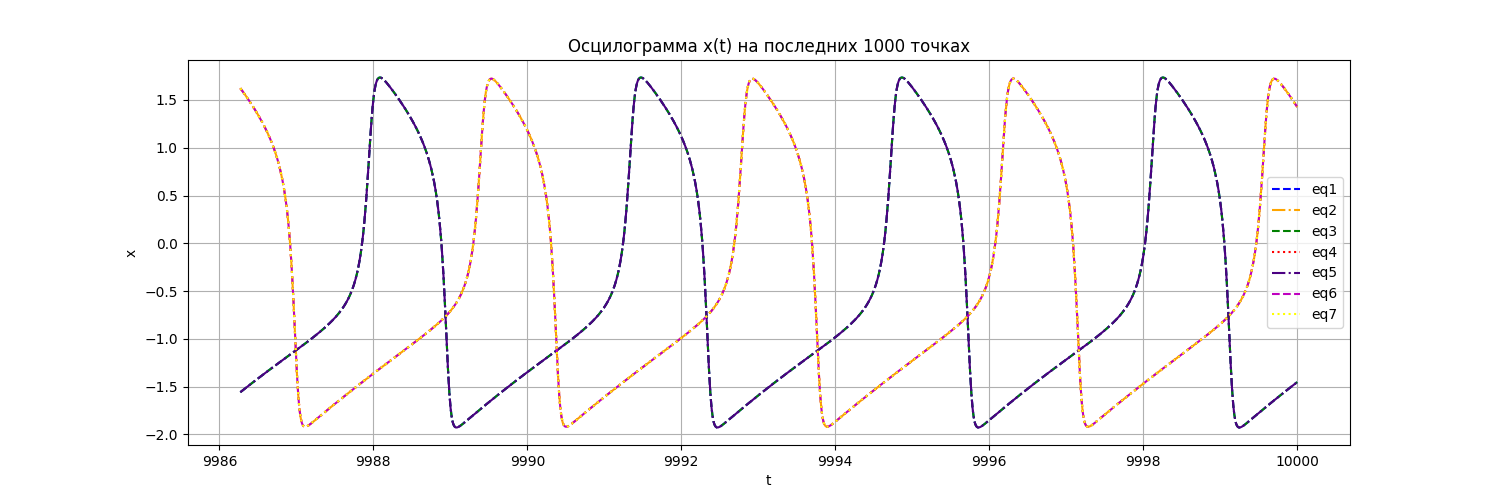 Осцилограмма x(t) на последних 1000 точках
1.5
1.0
0.5
0.0
−0.5
−1.0
−1.5
−2.0
x
eq1
eq2
eq3
eq4
eq5
eq6
eq7
9986 9988 9990 9992 9994 9996 9998 10000
t